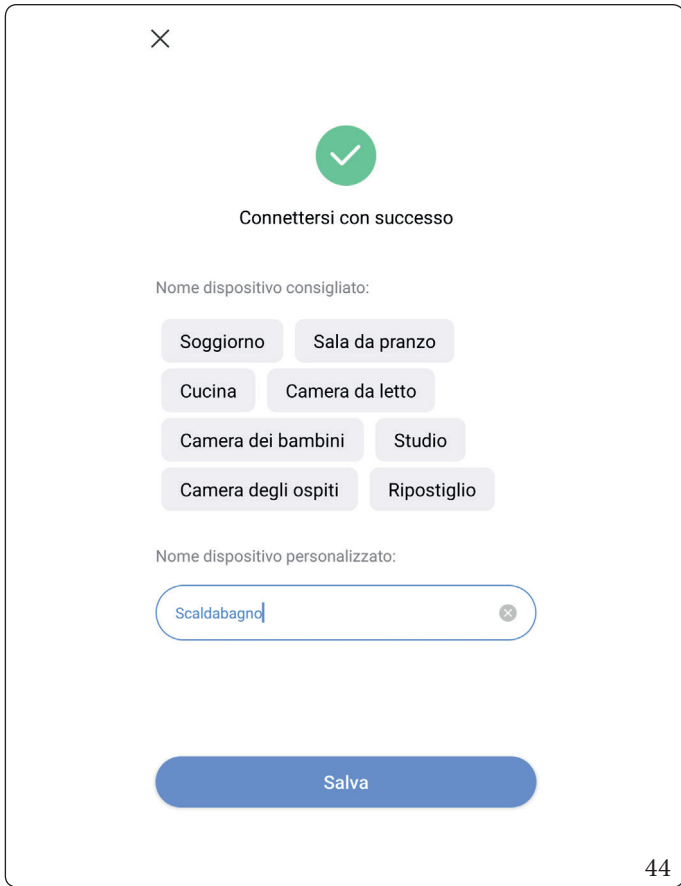 Connettersi con successo
Nome dispositivo consigliato:
Soggiorno Sala da pranzo
Cucina Camera da letto
Camera dei bambini Studio
Camera degli ospiti Ripostiglio
Nome dispositivo personalizzato:
Scaldabagno
Salva
44